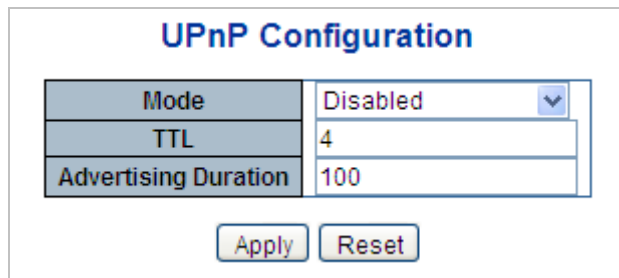 UPnP Configuration
Mode Disabled
TTL 4
Advertising Duration 100
Apply Reset